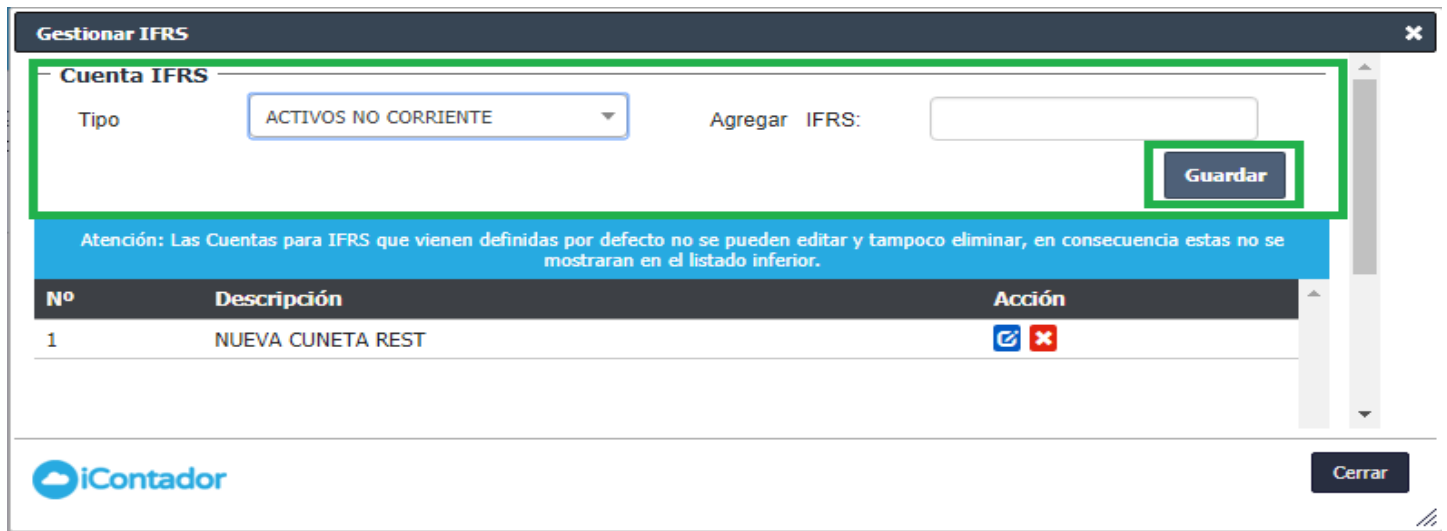 Gestionar IFRS
Cuenta IFRS
Tipo ACTIVOS NO CORRIENTE Agregar IFRS:
Guardar
Atención: Las Cuentas para IFRS que vienen definidas por defecto no se pueden editar y tampoco eliminar, en consecuencia estas no se
mostraran en el listado inferior.
Nº Descripción Acción
1 NUEVA CUNETA REST
iContador Cerrar